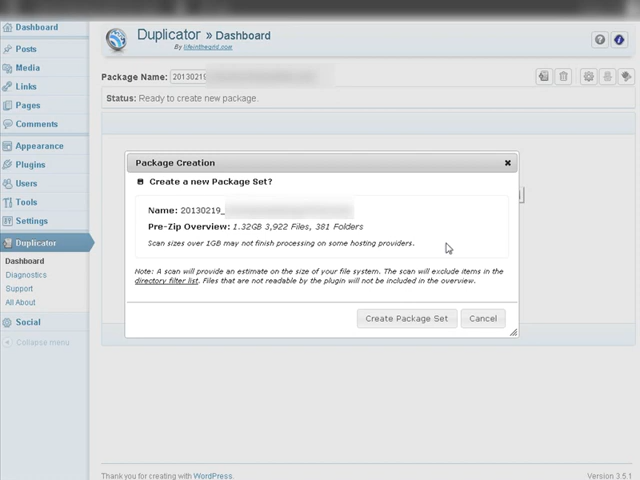 Dashboard
Posts
Media
Links
Pages
Comments
Appearance
Plugins
Users
Tools
Settings
Duplicator
Dashboard
Diagnostics
Support
All About
Social
Collapse menu
Duplicator » Dashboard
By lifeinthegrid.com
Package Name: 20130219
Status: Ready to create new package.
Package Creation
Create a new Package Set?
Name: 20130219_
Pre-Zip Overview: 1.32GB 3,922 Files, 381 Folders
Scan sizes over 1GB may not finish processing on some hosting providers.
Note: A scan will provide an estimate on the size of your file system. The scan will exclude items in the
directory filter list. Files that are not readable by the plugin will not be included in the overview.
Create Package Set
Cancel
Thank you for creating with WordPress.
Version 3.5.1